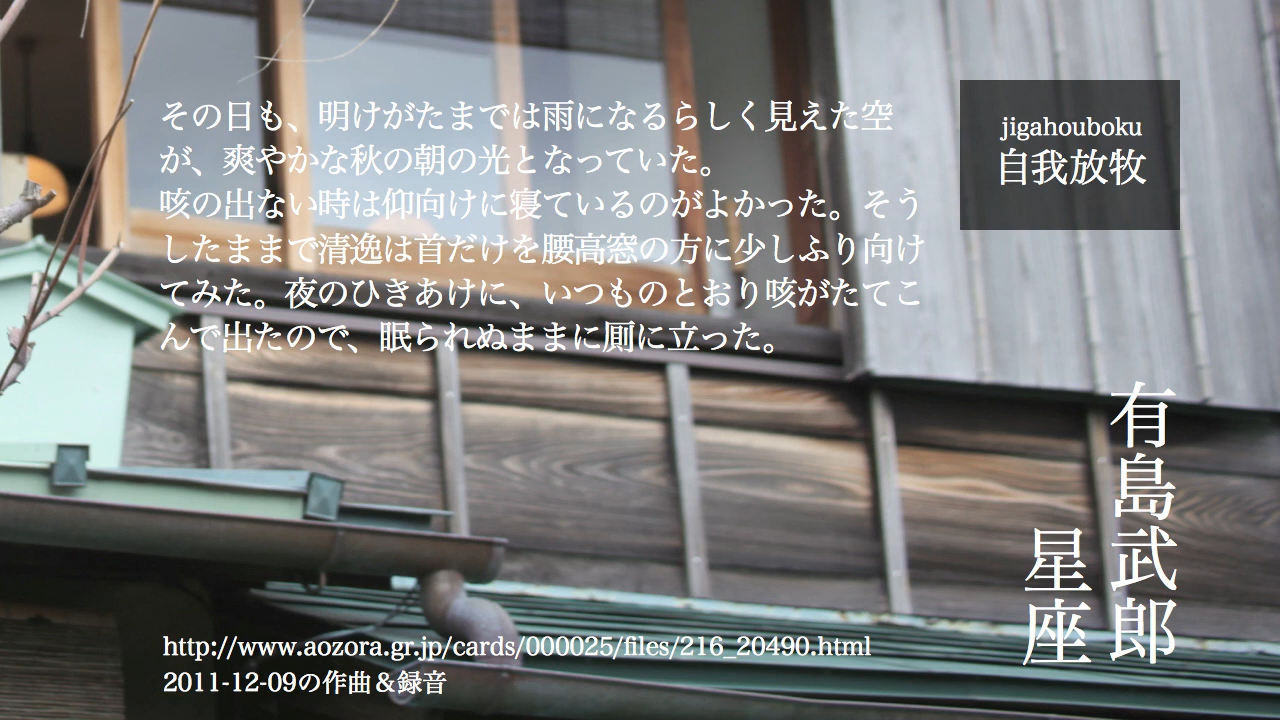 その日も、明けがたまでは雨になるらしく見えた空
が、爽やかな秋の朝の光となっていた。
咳の出ない時は仰向けに寝ているのがよかった。そう
したままで清逸は首だけを腰高窓の方に少しふり向け
てみた。夜のひきあけに、いつものとおり咳がたてこ
んで出たので、眠られぬままに厠に立った。
jigahouboku
自我放牧
有島武郎
星座
http://www.aozora.gr.jp/cards/000025/files/216_20490.html
2011-12-09の作曲＆録音